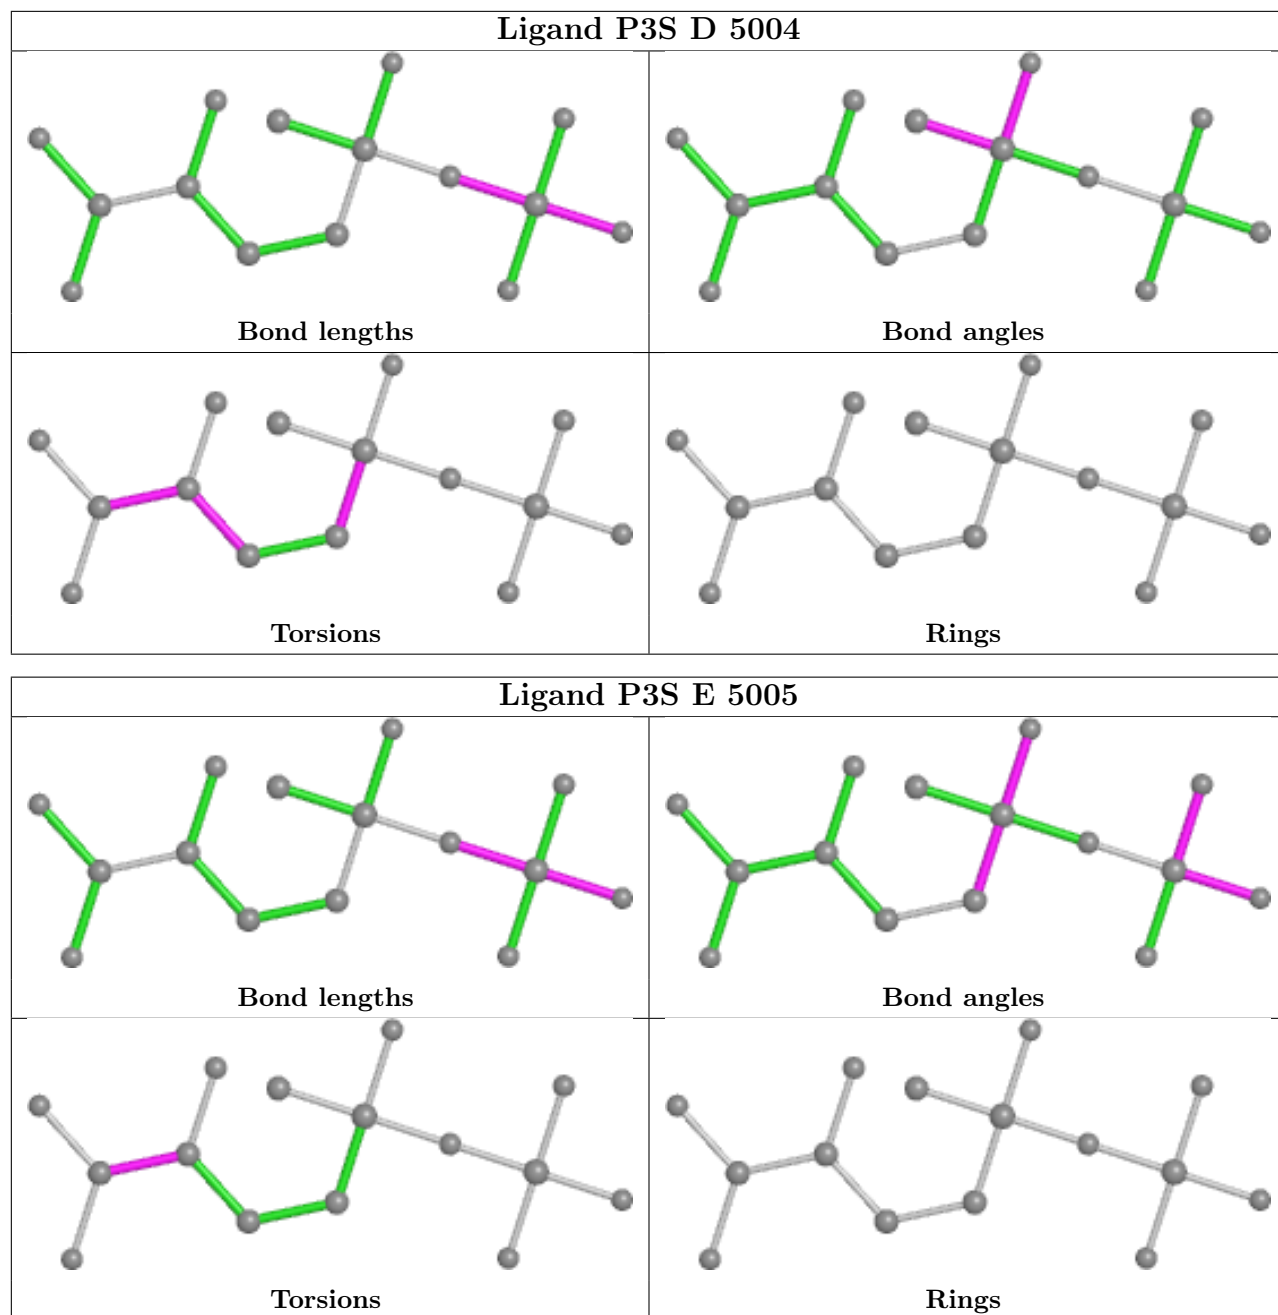 Ligand P3S D 5004
Bond lengths
Bond angles
Torsions
Rings
Ligand P3S E 5005
Bond lengths
Bond angles
Torsions
Rings